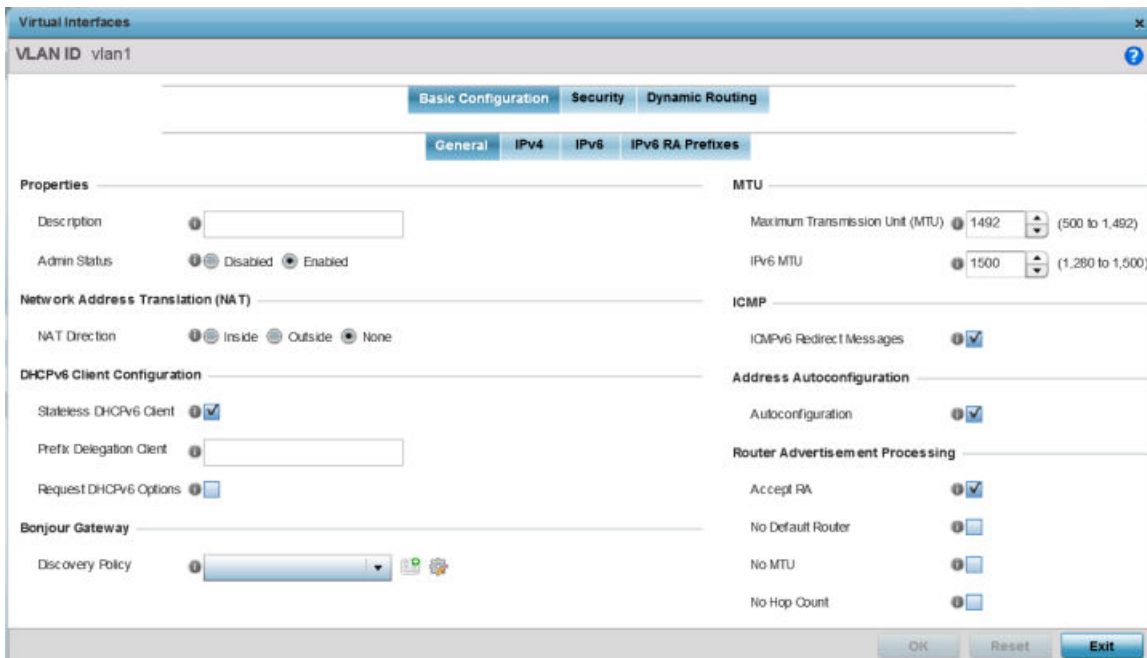 Virtual Interfaces
VLAN ID vlan1
Basic Configuration Security Dynamic Routing
General IPv4 IPv6 IPv6 RA Prefixes
Properties
Description
Admin Status Disabled Enabled
Network Address Translation (NAT)
NAT Direction Inside Outside None
DHCPv6 Client Configuration
Stateless DHCPv6 Client
Prefix Delegation Client
Request DHCPv6 Options
Bonjour Gateway
Discovery Policy
MTU
Maximum Transmission Unit (MTU) 1492 (500 to 1,492)
IPv6 MTU 1500 (1,280 to 1,500)
ICMP
ICMPv6 Redirect Messages
Address Autoconfiguration
Autoconfiguration
Router Advertisement Processing
Accept RA
No Default Router
No MTU
No Hop Count
OK Reset Exit